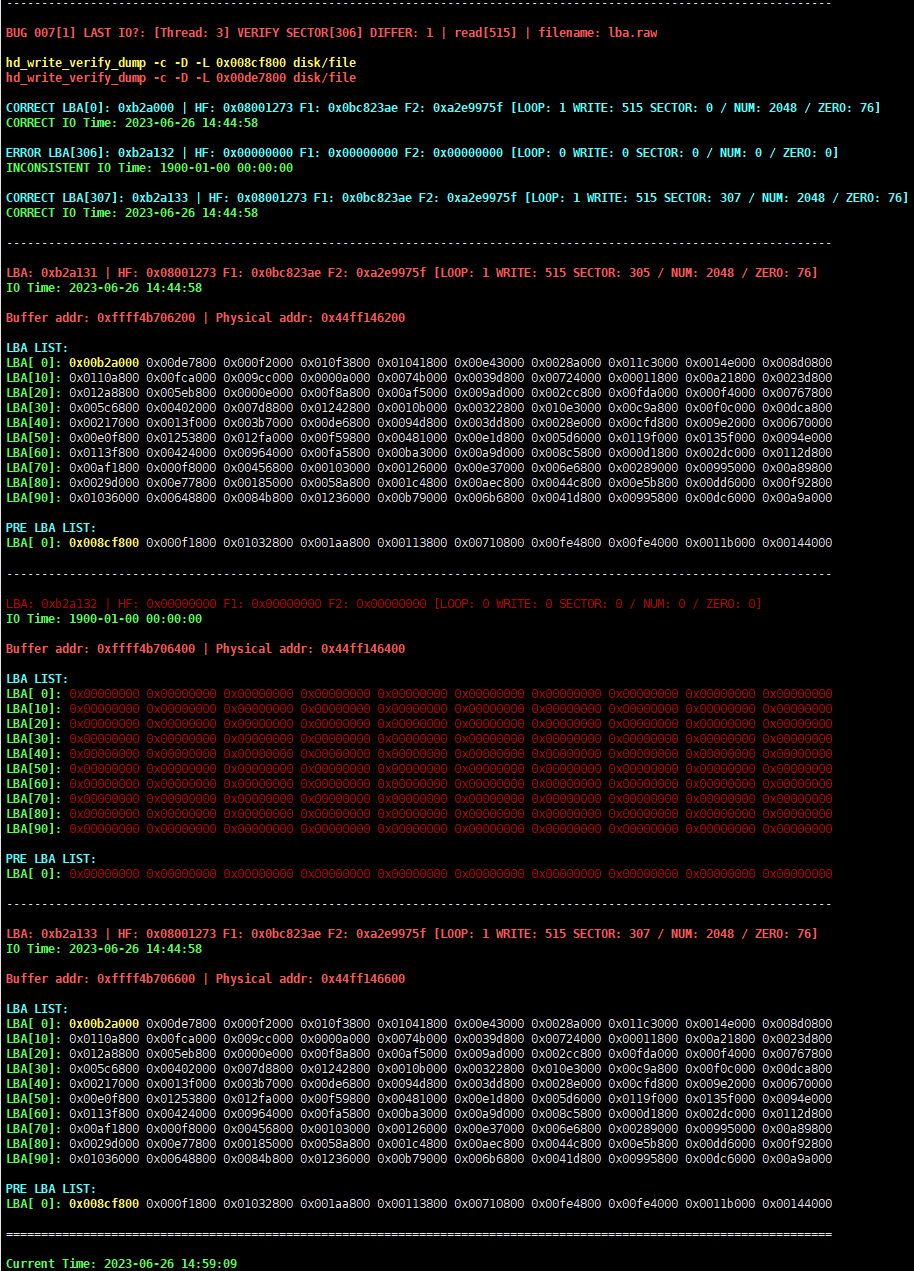 ------------------------------------------------------------------------------------------------------------------------
BUG 007[1] LAST IO?: [Thread: 3] VERIFY SECTOR[306] DIFFER: 1 | read[515] | filename: lba.raw
hd_write_verify_dump -c -D -L 0x008cf800 disk/file
hd_write_verify_dump -c -D -L 0x00de7800 disk/file
CORRECT LBA[0]: 0xb2a000 | HF: 0x08001273 F1: 0x0bc823ae F2: 0xa2e9975f [LOOP: 1 WRITE: 515 SECTOR: 0 / NUM: 2048 / ZERO: 76]
CORRECT IO Time: 2023-06-26 14:44:58
ERROR LBA[306]: 0xb2a132 | HF: 0x00000000 F1: 0x00000000 F2: 0x00000000 [LOOP: 0 WRITE: 0 SECTOR: 0 / NUM: 0 / ZERO: 0]
INCONSISTENT IO Time: 1900-01-00 00:00:00
CORRECT LBA[307]: 0xb2a133 | HF: 0x08001273 F1: 0x0bc823ae F2: 0xa2e9975f [LOOP: 1 WRITE: 515 SECTOR: 307 / NUM: 2048 / ZERO: 76]
CORRECT IO Time: 2023-06-26 14:44:58
------------------------------------------------------------------------------------------------------------------------
LBA: 0xb2a131 | HF: 0x08001273 F1: 0x0bc823ae F2: 0xa2e9975f [LOOP: 1 WRITE: 515 SECTOR: 305 / NUM: 2048 / ZERO: 76]
IO Time: 2023-06-26 14:44:58
Buffer addr: 0xffff4b706200 | Physical addr: 0x44ff146200
LBA LIST:
LBA[ 0]: 0x00b2a000 0x00de7800 0x000f2000 0x010f3800 0x01041800 0x00e43000 0x0028a000 0x011c3000 0x0014e000 0x008d0800
LBA[10]: 0x0110a800 0x00fca000 0x009cc000 0x0000a000 0x0074b000 0x0039d800 0x00724000 0x00011800 0x00a21800 0x0023d800
LBA[20]: 0x012a8800 0x005eb800 0x0000e000 0x00f8a800 0x00af5000 0x009ad000 0x002cc800 0x00fda000 0x000f4000 0x00767800
LBA[30]: 0x005c6800 0x00402000 0x007d8800 0x01242800 0x0010b000 0x00322800 0x010e3000 0x00c9a800 0x00f0c000 0x00dca800
LBA[40]: 0x00217000 0x0013f000 0x003b7000 0x00de6800 0x0094d800 0x003dd800 0x0028e000 0x00cfd800 0x009e2000 0x00670000
LBA[50]: 0x00e0f800 0x01253800 0x012fa000 0x00f59800 0x00481000 0x00e1d800 0x005d6000 0x0119f000 0x0135f000 0x0094e000
LBA[60]: 0x0113f800 0x00424000 0x00964000 0x00fa5800 0x00ba3000 0x00a9d000 0x008c5800 0x000d1800 0x002dc000 0x0112d800
LBA[70]: 0x00af1800 0x000f8000 0x00456800 0x00103000 0x00126000 0x00e37000 0x006e6800 0x00289000 0x00995000 0x00a89800
LBA[80]: 0x0029d000 0x00e77800 0x00185000 0x0058a800 0x001c4800 0x00aec800 0x0044c800 0x00e5b800 0x00dd6000 0x00f92800
LBA[90]: 0x01036000 0x00648800 0x0084b800 0x01236000 0x00b79000 0x006b6800 0x0041d800 0x00995800 0x00dc6000 0x00a9a000
PRE LBA LIST:
LBA[ 0]: 0x008cf800 0x000f1800 0x01032800 0x001aa800 0x00113800 0x00710800 0x00fe4800 0x00fe4000 0x0011b000 0x00144000
------------------------------------------------------------------------------------------------------------------------
LBA: 0xb2a132 | HF: 0x00000000 F1: 0x00000000 F2: 0x00000000 [LOOP: 0 WRITE: 0 SECTOR: 0 / NUM: 0 / ZERO: 0]
IO Time: 1900-01-00 00:00:00
Buffer addr: 0xffff4b706400 | Physical addr: 0x44ff146400
LBA LIST:
LBA[ 0]: 0x00000000 0x00000000 0x00000000 0x00000000 0x00000000 0x00000000 0x00000000 0x00000000 0x00000000 0x00000000
LBA[10]: 0x00000000 0x00000000 0x00000000 0x00000000 0x00000000 0x00000000 0x00000000 0x00000000 0x00000000 0x00000000
LBA[20]: 0x00000000 0x00000000 0x00000000 0x00000000 0x00000000 0x00000000 0x00000000 0x00000000 0x00000000 0x00000000
LBA[30]: 0x00000000 0x00000000 0x00000000 0x00000000 0x00000000 0x00000000 0x00000000 0x00000000 0x00000000 0x00000000
LBA[40]: 0x00000000 0x00000000 0x00000000 0x00000000 0x00000000 0x00000000 0x00000000 0x00000000 0x00000000 0x00000000
LBA[50]: 0x00000000 0x00000000 0x00000000 0x00000000 0x00000000 0x00000000 0x00000000 0x00000000 0x00000000 0x00000000
LBA[60]: 0x00000000 0x00000000 0x00000000 0x00000000 0x00000000 0x00000000 0x00000000 0x00000000 0x00000000 0x00000000
LBA[70]: 0x00000000 0x00000000 0x00000000 0x00000000 0x00000000 0x00000000 0x00000000 0x00000000 0x00000000 0x00000000
LBA[80]: 0x00000000 0x00000000 0x00000000 0x00000000 0x00000000 0x00000000 0x00000000 0x00000000 0x00000000 0x00000000
LBA[90]: 0x00000000 0x00000000 0x00000000 0x00000000 0x00000000 0x00000000 0x00000000 0x00000000 0x00000000 0x00000000
PRE LBA LIST:
LBA[ 0]: 0x00000000 0x00000000 0x00000000 0x00000000 0x00000000 0x00000000 0x00000000 0x00000000 0x00000000 0x00000000
------------------------------------------------------------------------------------------------------------------------
LBA: 0xb2a133 | HF: 0x08001273 F1: 0x0bc823ae F2: 0xa2e9975f [LOOP: 1 WRITE: 515 SECTOR: 307 / NUM: 2048 / ZERO: 76]
IO Time: 2023-06-26 14:44:58
Buffer addr: 0xffff4b706600 | Physical addr: 0x44ff146600
LBA LIST:
LBA[ 0]: 0x00b2a000 0x00de7800 0x000f2000 0x010f3800 0x01041800 0x00e43000 0x0028a000 0x011c3000 0x0014e000 0x008d0800
LBA[10]: 0x0110a800 0x00fca000 0x009cc000 0x0000a000 0x0074b000 0x0039d800 0x00724000 0x00011800 0x00a21800 0x0023d800
LBA[20]: 0x012a8800 0x005eb800 0x0000e000 0x00f8a800 0x00af5000 0x009ad000 0x002cc800 0x00fda000 0x000f4000 0x00767800
LBA[30]: 0x005c6800 0x00402000 0x007d8800 0x01242800 0x0010b000 0x00322800 0x010e3000 0x00c9a800 0x00f0c000 0x00dca800
LBA[40]: 0x00217000 0x0013f000 0x003b7000 0x00de6800 0x0094d800 0x003dd800 0x0028e000 0x00cfd800 0x009e2000 0x00670000
LBA[50]: 0x00e0f800 0x01253800 0x012fa000 0x00f59800 0x00481000 0x00e1d800 0x005d6000 0x0119f000 0x0135f000 0x0094e000
LBA[60]: 0x0113f800 0x00424000 0x00964000 0x00fa5800 0x00ba3000 0x00a9d000 0x008c5800 0x000d1800 0x002dc000 0x0112d800
LBA[70]: 0x00af1800 0x000f8000 0x00456800 0x00103000 0x00126000 0x00e37000 0x006e6800 0x00289000 0x00995000 0x00a89800
LBA[80]: 0x0029d000 0x00e77800 0x00185000 0x0058a800 0x001c4800 0x00aec800 0x0044c800 0x00e5b800 0x00dd6000 0x00f92800
LBA[90]: 0x01036000 0x00648800 0x0084b800 0x01236000 0x00b79000 0x006b6800 0x0041d800 0x00995800 0x00dc6000 0x00a9a000
PRE LBA LIST:
LBA[ 0]: 0x008cf800 0x000f1800 0x01032800 0x001aa800 0x00113800 0x00710800 0x00fe4800 0x00fe4000 0x0011b000 0x00144000
========================================================================================================================
Current Time: 2023-06-26 14:59:09